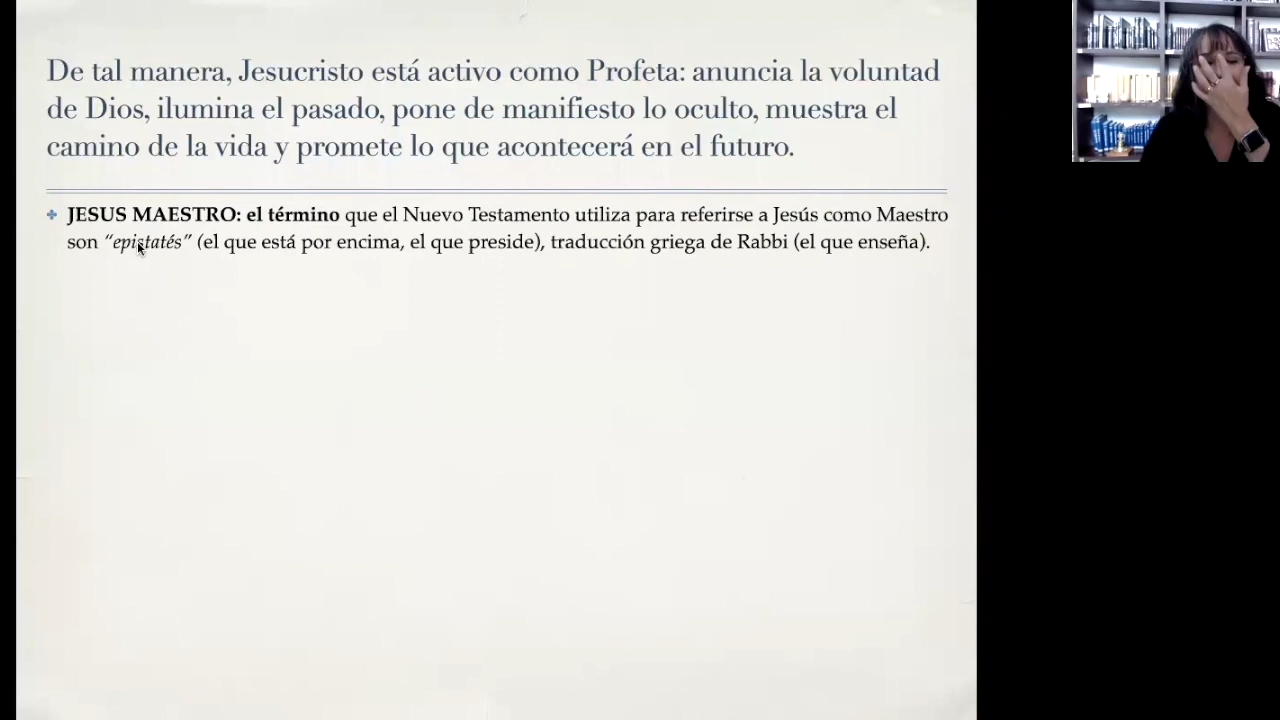 De tal manera, Jesucristo está activo como Profeta: anuncia la voluntad
de Dios, ilumina el pasado, pone de manifiesto lo oculto, muestra el
camino de la vida y promete lo que acontecerá en el futuro.
JESUS MAESTRO: el término que el Nuevo Testamento utiliza para referirse a Jesús como Maestro
son “epistatés” (el que está por encima, el que preside), traducción griega de Rabbi (el que enseña).